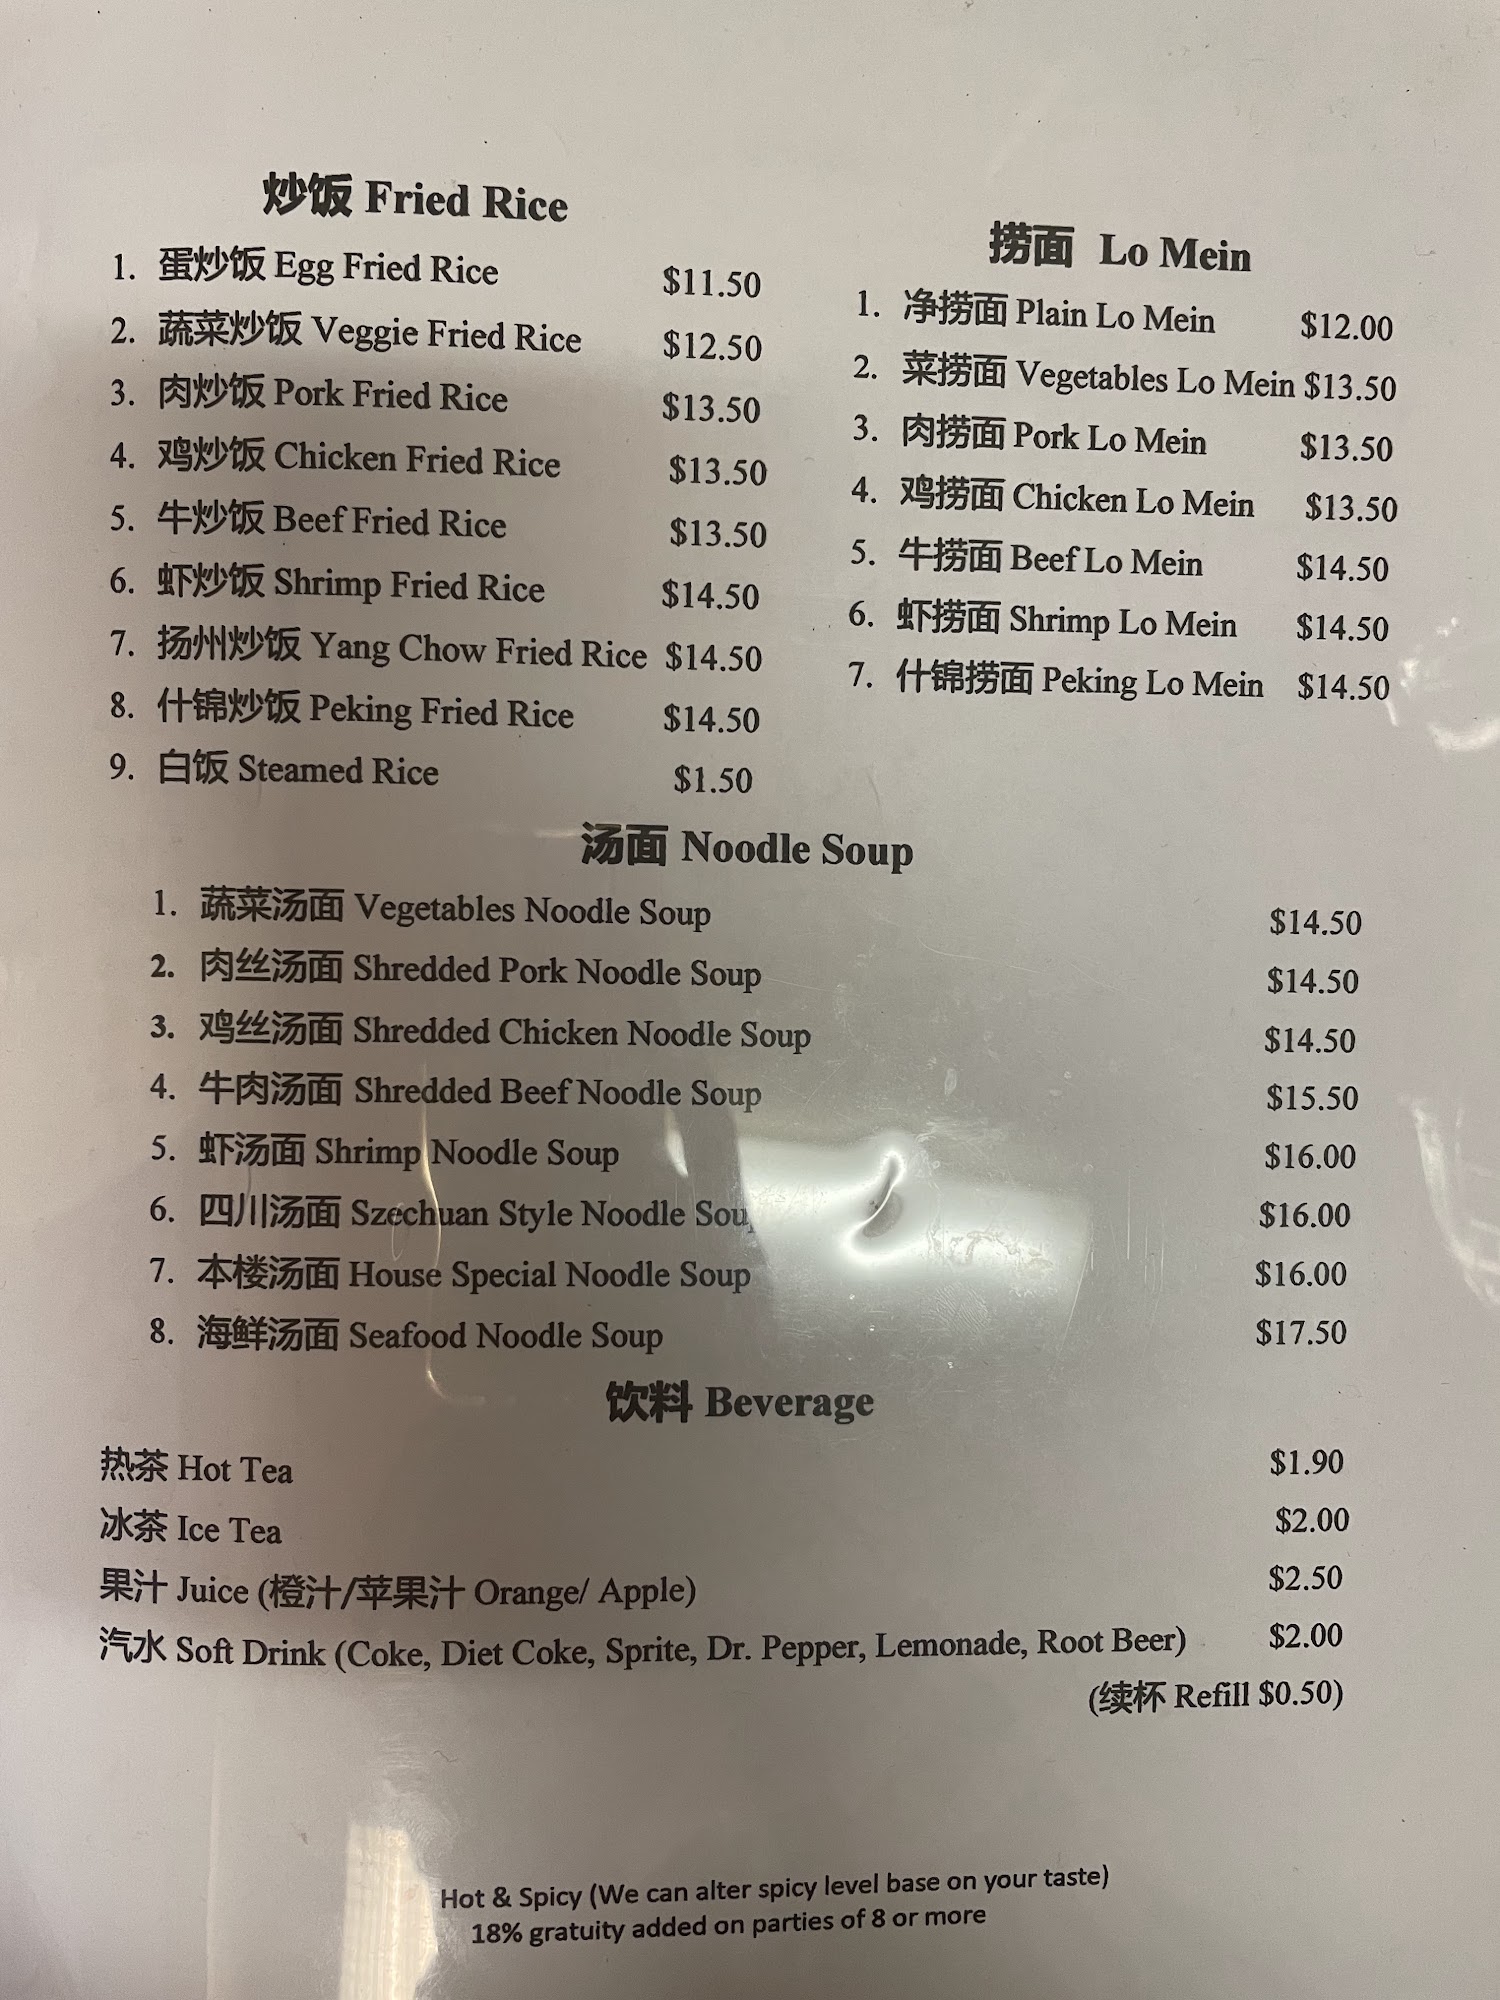 炒饭 Fried Rice
1. 蛋炒饭 Egg Fried Rice $11.50
2. 蔬菜炒饭 Veggie Fried Rice $12.50
3. 肉炒饭 Pork Fried Rice $13.50
4. 鸡炒饭 Chicken Fried Rice $13.50
5. 牛炒饭 Beef Fried Rice $13.50
6. 虾炒饭 Shrimp Fried Rice $14.50
7. 扬州炒饭 Yang Chow Fried Rice $14.50
8. 什锦炒饭 Peking Fried Rice $14.50
9. 白饭 Steamed Rice $1.50
捞面 Lo Mein
1. 净捞面 Plain Lo Mein $12.00
2. 菜捞面 Vegetables Lo Mein $13.50
3. 肉捞面 Pork Lo Mein $13.50
4. 鸡捞面 Chicken Lo Mein $13.50
5. 牛捞面 Beef Lo Mein $14.50
6. 虾捞面 Shrimp Lo Mein $14.50
7. 什锦捞面 Peking Lo Mein $14.50
汤面 Noodle Soup
1. 蔬菜汤面 Vegetables Noodle Soup $14.50
2. 肉丝汤面 Shredded Pork Noodle Soup $14.50
3. 鸡丝汤面 Shredded Chicken Noodle Soup $14.50
4. 牛肉汤面 Shredded Beef Noodle Soup $15.50
5. 虾汤面 Shrimp Noodle Soup $16.00
6. 四川汤面 Szechuan Style Noodle Soup $16.00
7. 本楼汤面 House Special Noodle Soup $16.00
8. 海鲜汤面 Seafood Noodle Soup $17.50
饮料 Beverage
热茶 Hot Tea $1.90
冰茶 Ice Tea $2.00
果汁 Juice (橙汁/苹果汁 Orange/ Apple) $2.50
汽水 Soft Drink (Coke, Diet Coke, Sprite, Dr. Pepper, Lemonade, Root Beer) $2.00
(续杯 Refill $0.50)
Hot & Spicy (We can alter spicy level base on your taste)
18% gratuity added on parties of 8 or more